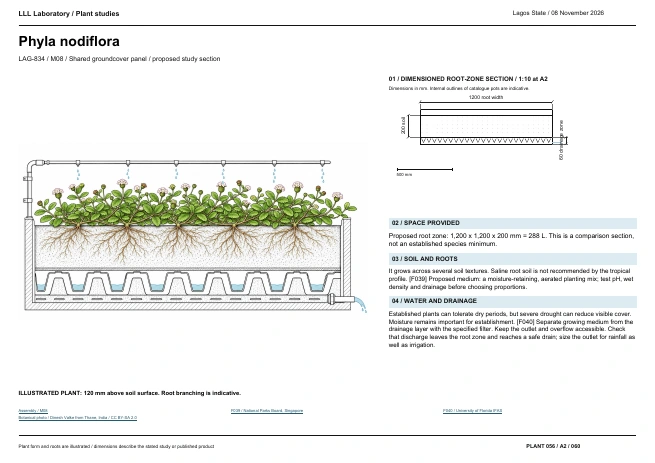 LLL Laboratory / Plant studies
Lagos State / 08 November 2026
Phyla nodiflora
LAG-834 / M08 / Shared groundcover panel / proposed study section
01 / DIMENSIONED ROOT-ZONE SECTION / 1:10 at A2
Dimensions in mm. Internal outlines of catalogue pots are indicative.
1200 root width
200 soil
60 drainage zone
500 mm
02 / SPACE PROVIDED
Proposed root zone: 1,200 x 1,200 x 200 mm = 288 L. This is a comparison section,
not an established species minimum.
03 / SOIL AND ROOTS
It grows across several soil textures. Saline root soil is not recommended by the tropical
profile. [F039] Proposed medium: a moisture-retaining, aerated planting mix; test pH, wet
density and drainage before choosing proportions.
04 / WATER AND DRAINAGE
Established plants can tolerate dry periods, but severe drought can reduce visible cover.
Moisture remains important for establishment. [F040] Separate growing medium from the
drainage layer with the specified filter. Keep the outlet and overflow accessible. Check
that discharge leaves the root zone and reaches a safe drain; size the outlet for rainfall as
well as irrigation.
ILLUSTRATED PLANT: 120 mm above soil surface. Root branching is indicative.
Assembly / M08
F039 / National Parks Board, Singapore
F040 / University of Florida IFAS
Botanical photo / Dinesh Valke from Thane, India / CC BY-SA 2.0
Plant form and roots are illustrated / dimensions describe the stated study or published product
PLANT 056 / A2 / 060